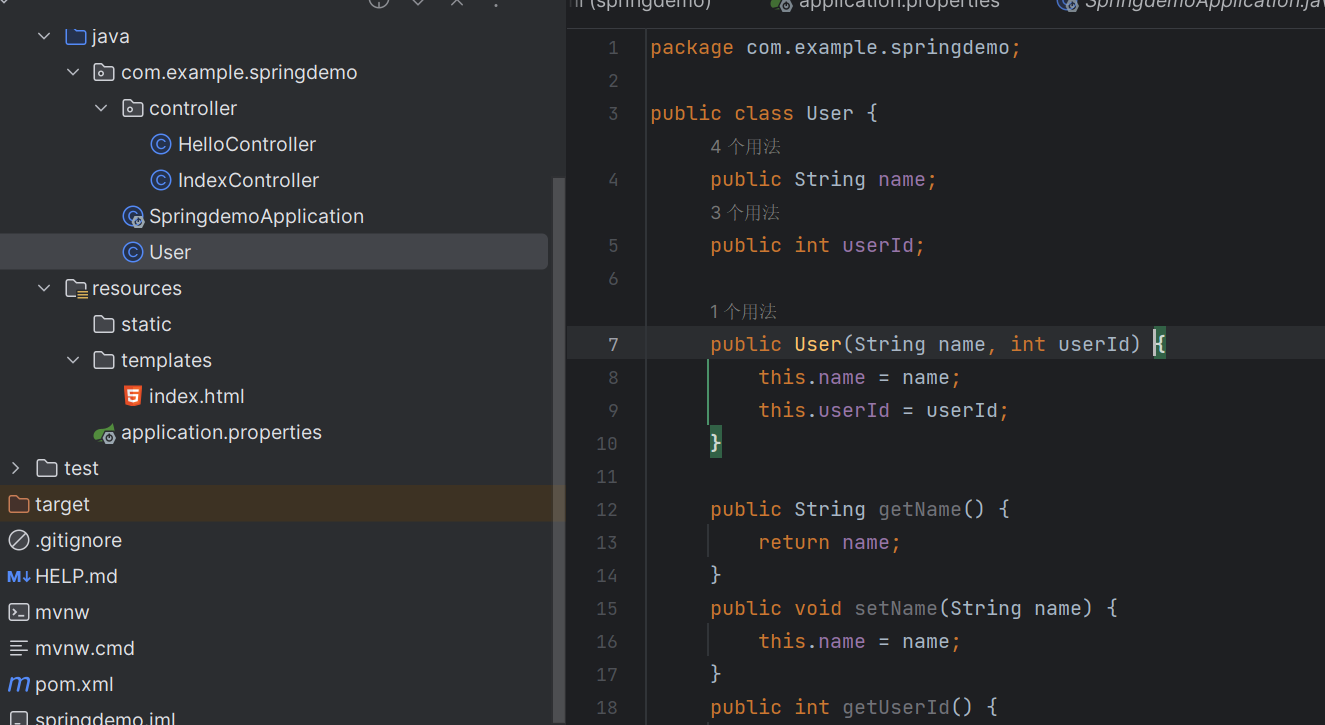 java
com.example.springdemo
controller
HelloController
IndexController
SpringdemoApplication
User
resources
static
templates
index.html
application.properties
test
target
.gitignore
M↓ HELP.md
mvnw
mvnw.cmd
m pom.xml
springdemo.iml
(springdemo)
application.properties
SpringdemoApplication.jav
1 package com.example.springdemo;
2
3 public class User {
4 个用法
4 public String name;
3 个用法
5 public int userId;
6
1 个用法
7 public User(String name, int userId) {
8 this.name = name;
9 this.userId = userId;
10 }
11
12 public String getName() {
13 return name;
14 }
15 public void setName(String name) {
16 this.name = name;
17 }
18 public int getUserId() {